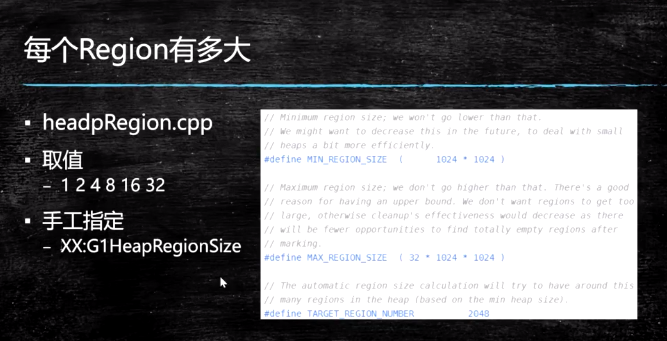 每个Region有多大
▪ headpRegion.cpp
▪ 取值
– 1 2 4 8 16 32
▪ 手工指定
– XX:G1HeapRegionSize
// Minimum region size; we won't go lower than that.
// We might want to decrease this in the future, to deal with small
// heaps a bit more efficiently.
#define MIN_REGION_SIZE  (      1024 * 1024 )
// Maximum region size; we don't go higher than that. There's a good
// reason for having an upper bound. We don't want regions to get too
// large, otherwise cleanup's effectiveness would decrease as there
// will be fewer opportunities to find totally empty regions after
// marking.
#define MAX_REGION_SIZE  ( 32 * 1024 * 1024 )
// The automatic region size calculation will try to have around this
// many regions in the heap (based on the min heap size).
#define TARGET_REGION_NUMBER          2048